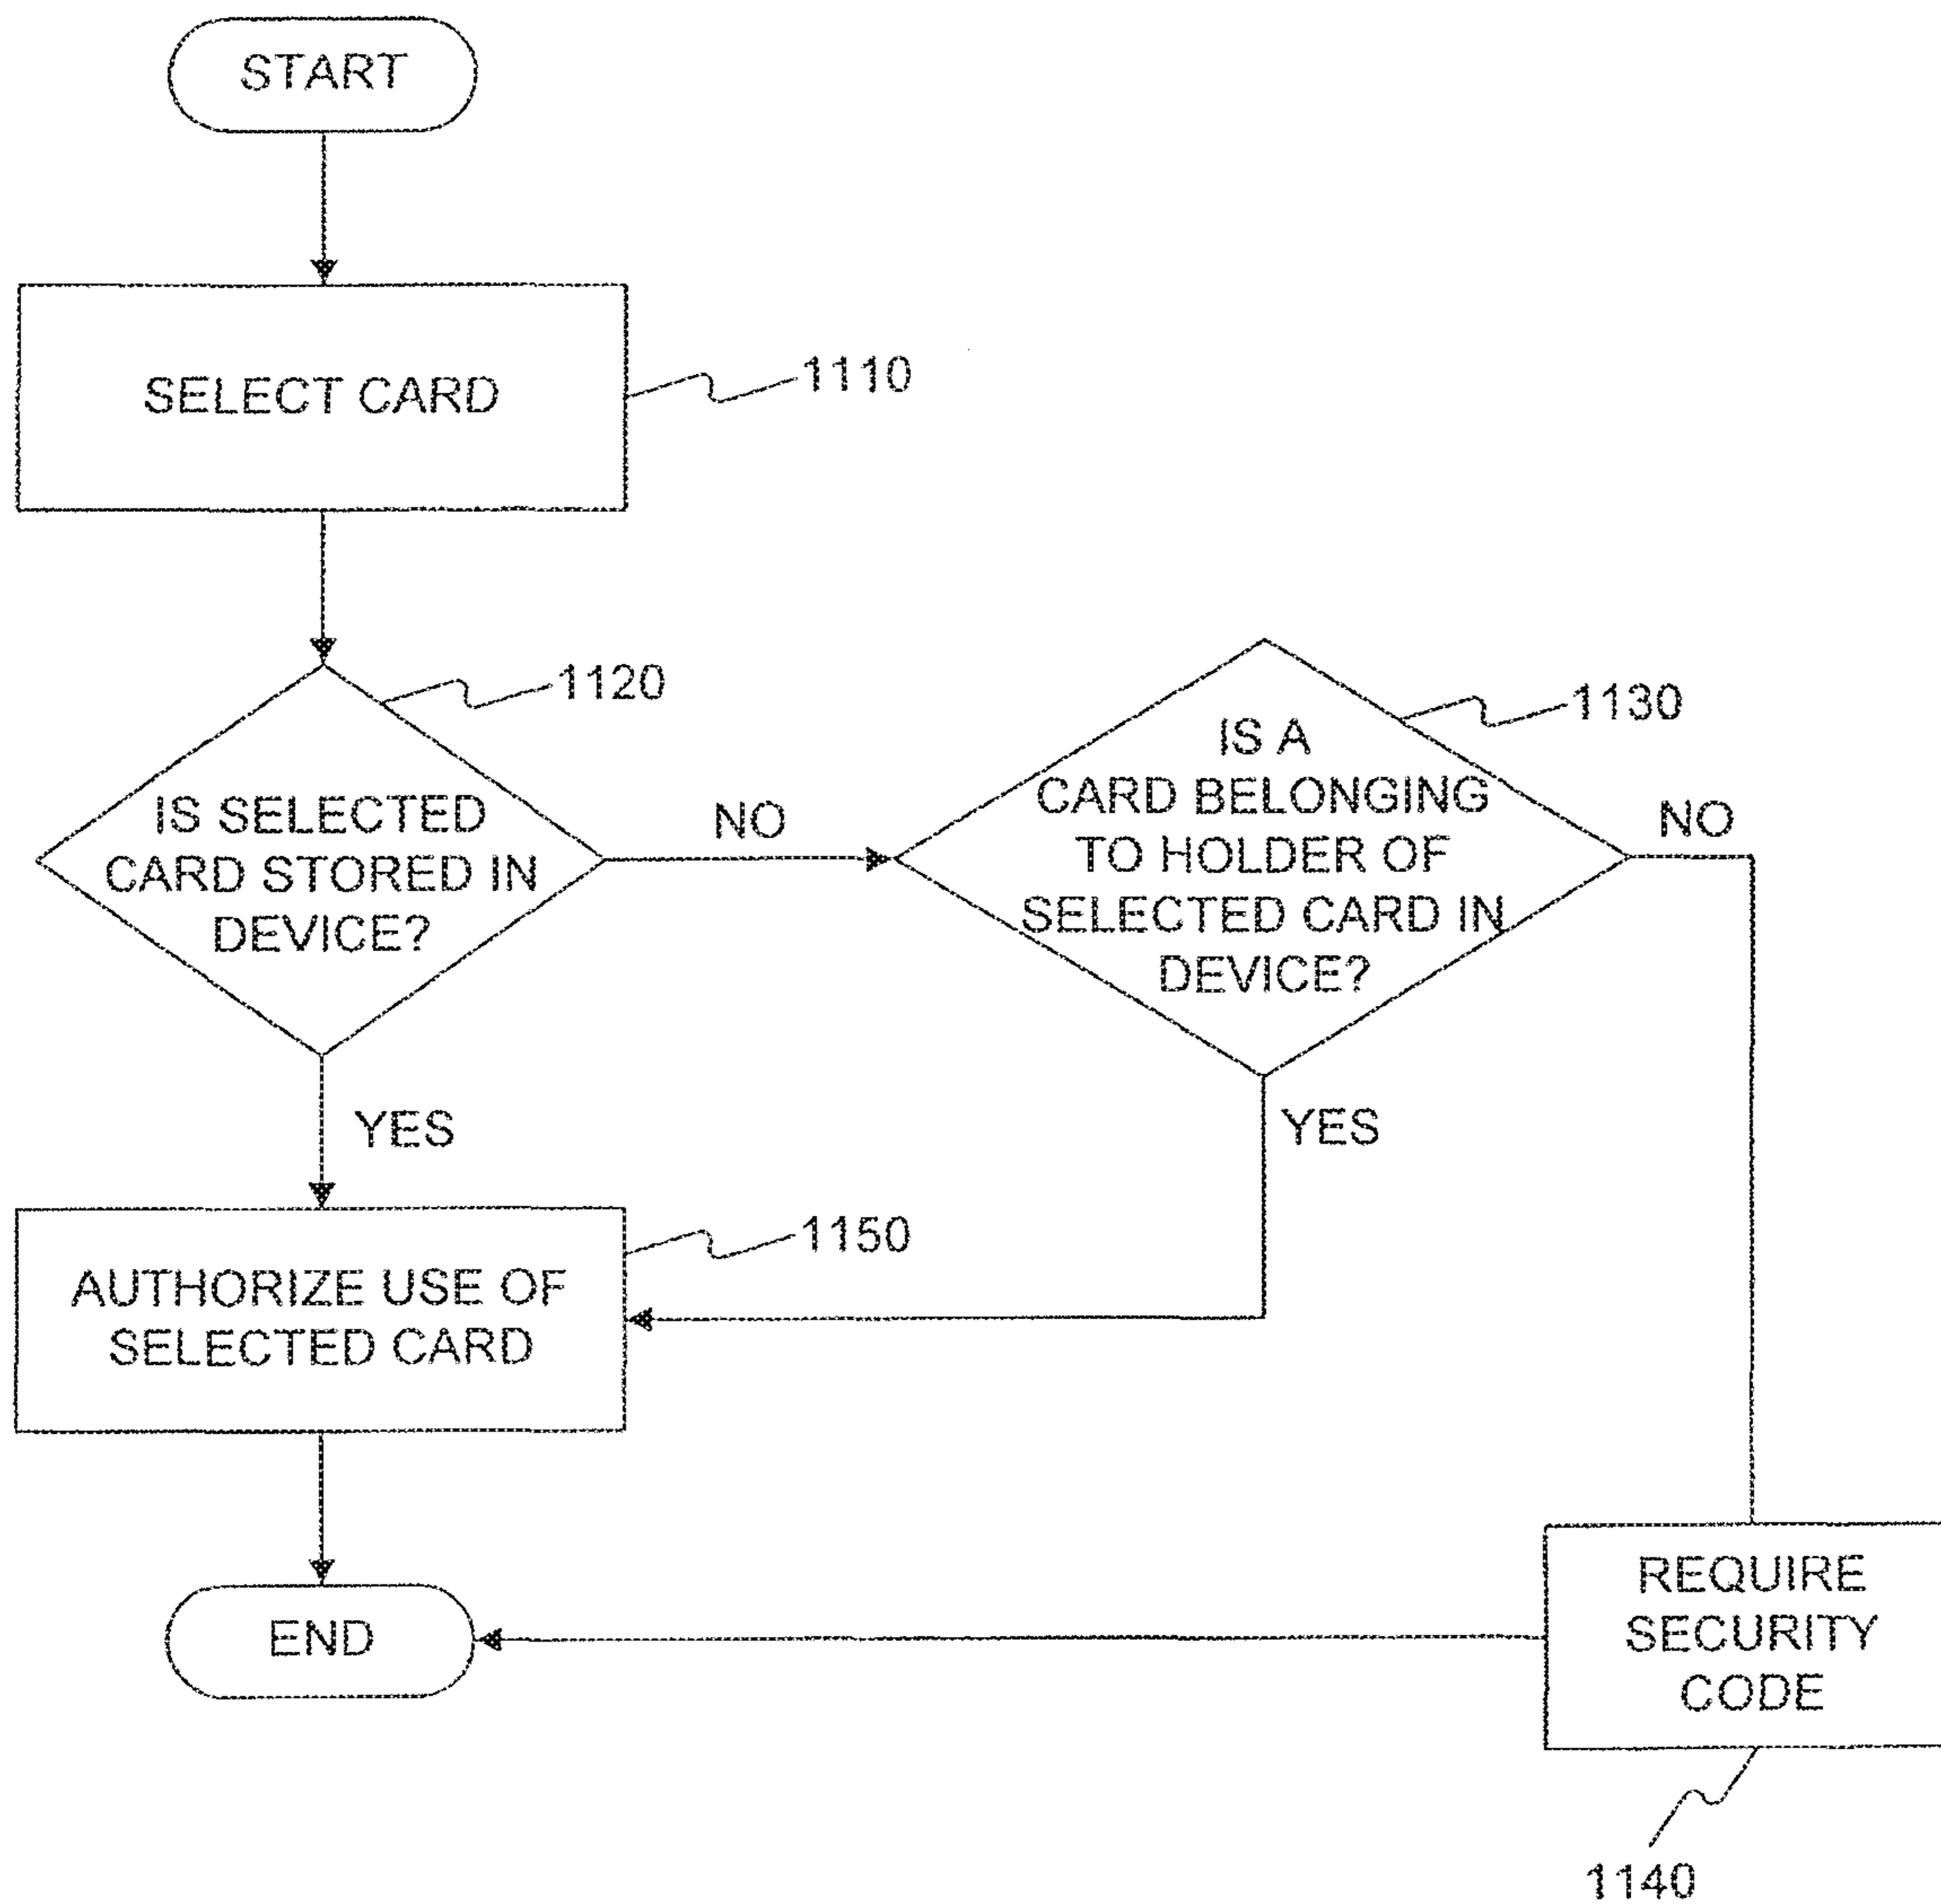 START
SELECT CARD
1110
1120
IS SELECTED
CARD STORED IN
DEVICE?
NO
1130
IS A
CARD BELONGING
TO HOLDER OF
SELECTED CARD IN
DEVICE?
NO
YES
YES
1150
AUTHORIZE USE OF
SELECTED CARD
REQUIRE
SECURITY
CODE
END
1140